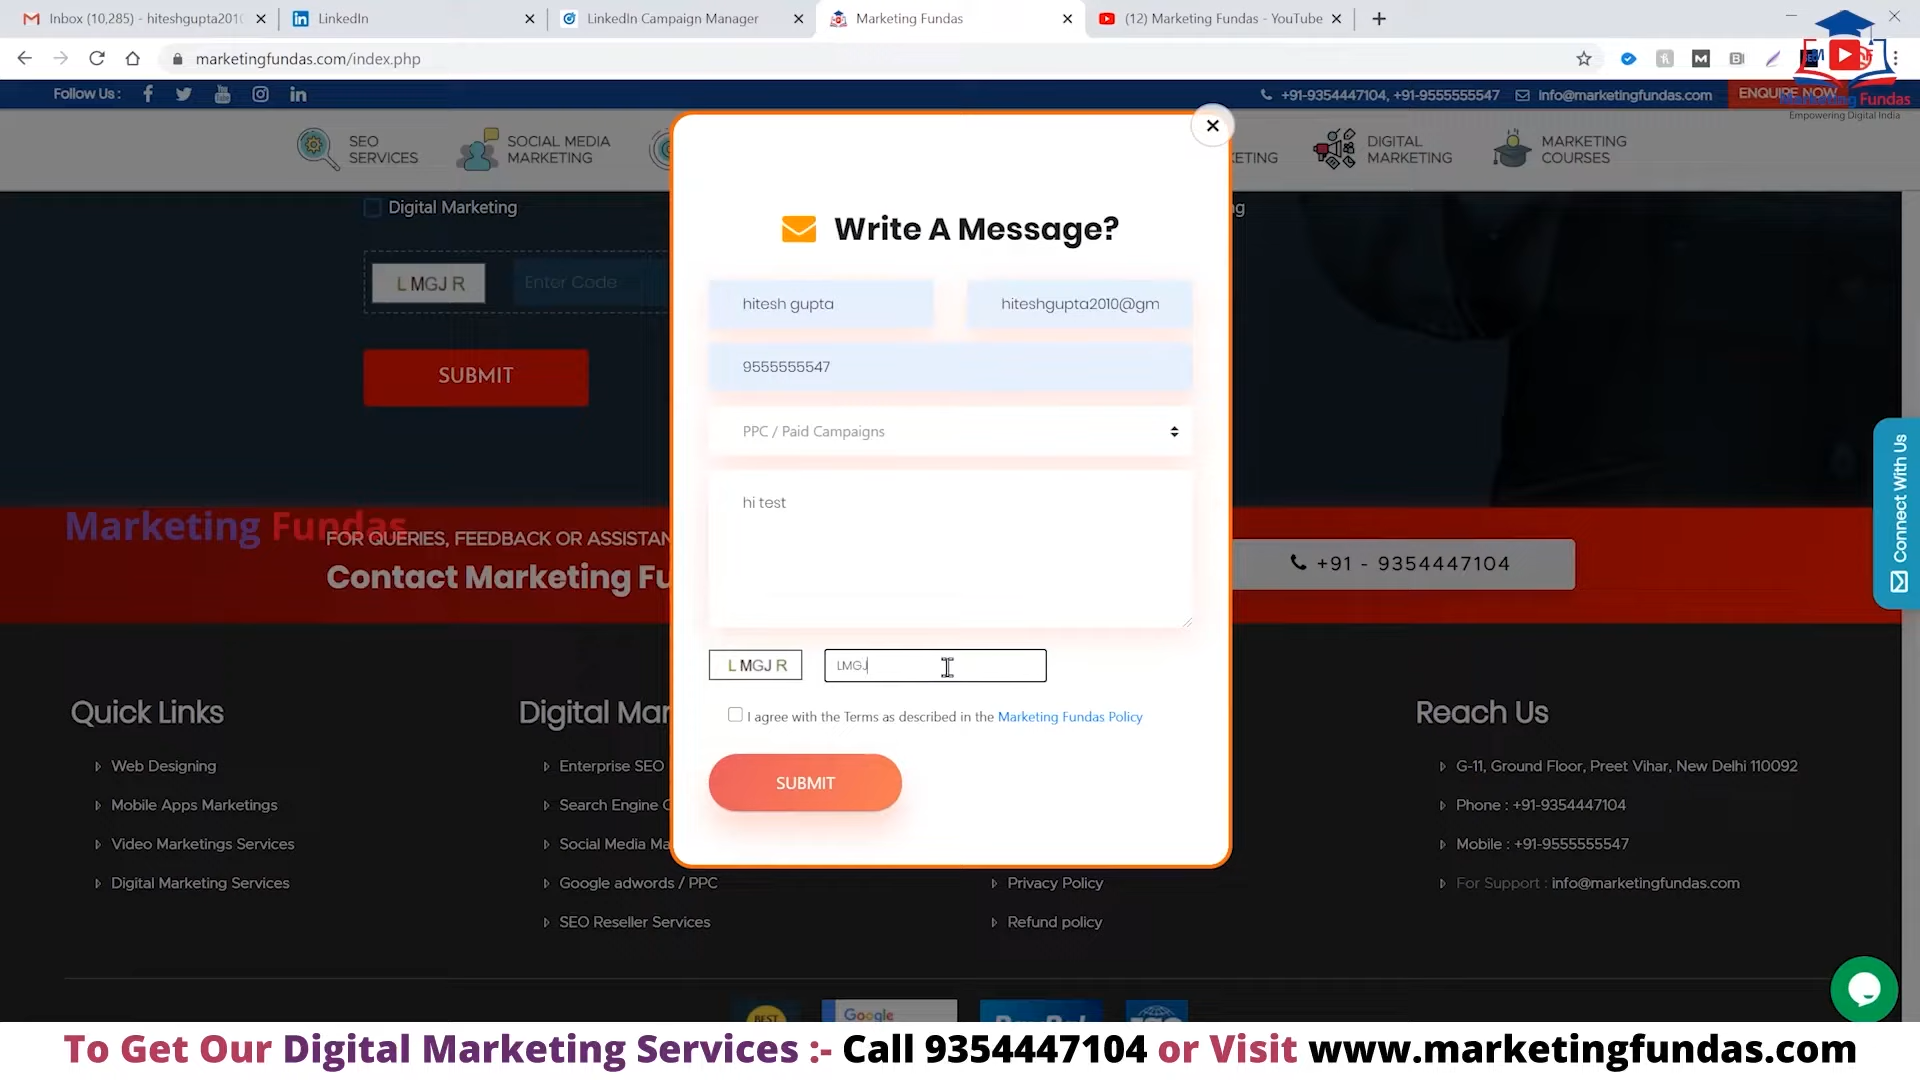 Inbox (10,285) - hiteshgupta2010
LinkedIn
LinkedIn Campaign Manager
Marketing Fundas
(12) Marketing Fundas - YouTube
marketingfundas.com/index.php
Follow Us :
+91-9354447104, +91-9555555547
info@marketingfundas.com
ENQUIRE NOW
Marketing Fundas
Empowering Digital India
SEO
SERVICES
SOCIAL MEDIA
MARKETING
KETING
DIGITAL
MARKETING
MARKETING
COURSES
Digital Marketing
ng
L MGJ R
Enter Code
SUBMIT
Write A Message?
hitesh gupta
hiteshgupta2010@gm
9555555547
PPC / Paid Campaigns
hi test
L MGJ R
LMGJ
I agree with the Terms as described in the Marketing Fundas Policy
SUBMIT
Connect With Us
Marketing Fundas
FOR QUERIES, FEEDBACK OR ASSISTAN
Contact Marketing Fu
+91 - 9354447104
Quick Links
Web Designing
Mobile Apps Marketings
Video Marketings Services
Digital Marketing Services
Digital Mar
Enterprise SEO
Search Engine O
Social Media Ma
Google adwords / PPC
SEO Reseller Services
Privacy Policy
Refund policy
Reach Us
G-11, Ground Floor, Preet Vihar, New Delhi 110092
Phone : +91-9354447104
Mobile : +91-9555555547
For Support : info@marketingfundas.com
BEST
Google
PayPal
ISO
To Get Our Digital Marketing Services :- Call 9354447104 or Visit www.marketingfundas.com